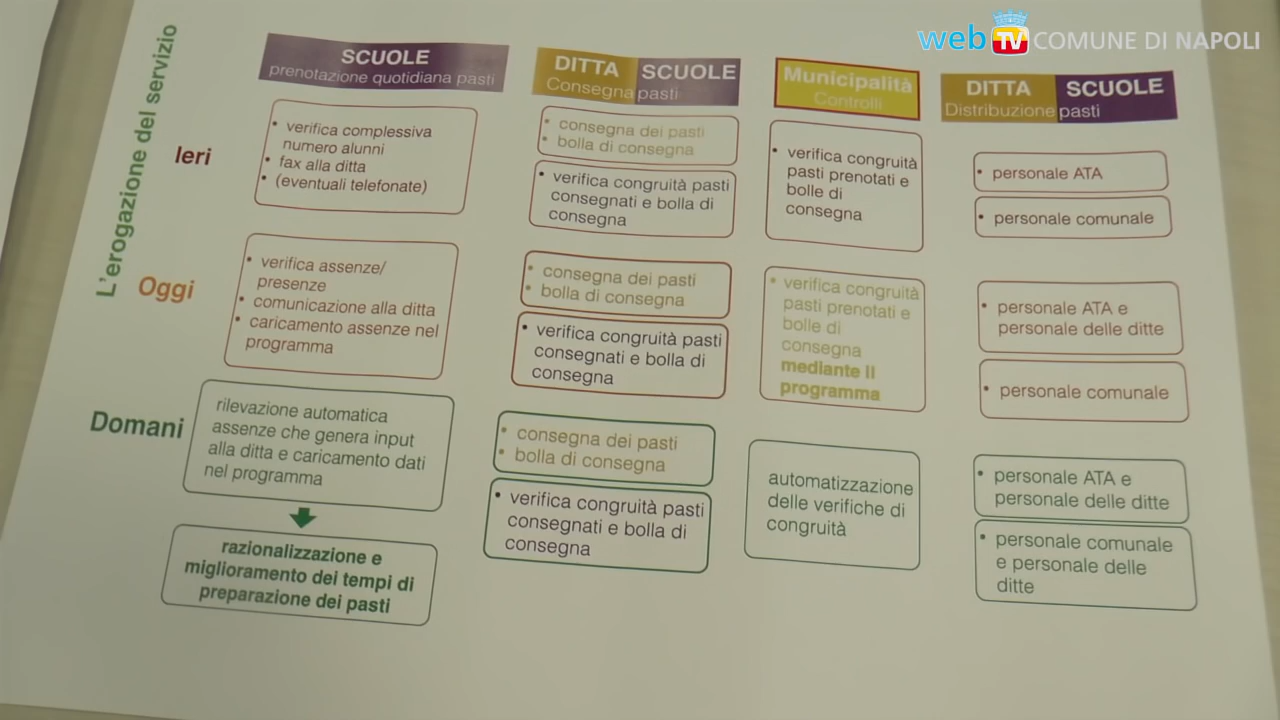 web TV COMUNE DI NAPOLI
L'erogazione del servizio
SCUOLE
prenotazione quotidiana pasti
DITTA SCUOLE
Consegna pasti
Municipalità
Controlli
DITTA SCUOLE
Distribuzione pasti
Ieri
• verifica complessiva
numero alunni
• fax alla ditta
• (eventuali telefonate)
• consegna dei pasti
• bolla di consegna
• verifica congruità pasti
consegnati e bolla di
consegna
• verifica congruità
pasti prenotati e
bolle di
consegna
• personale ATA
• personale comunale
Oggi
• verifica assenze/
presenze
• comunicazione alla ditta
• caricamento assenze nel
programma
• consegna dei pasti
• bolla di consegna
• verifica congruità pasti
consegnati e bolla di
consegna
• verifica congruità
pasti prenotati e
bolle di
consegna
mediante il
programma
• personale ATA e
personale delle ditte
• personale comunale
Domani
rilevazione automatica
assenze che genera input
alla ditta e caricamento dati
nel programma
razionalizzazione e
miglioramento dei tempi di
preparazione dei pasti
• consegna dei pasti
• bolla di consegna
• verifica congruità pasti
consegnati e bolla di
consegna
automatizzazione
delle verifiche di
congruità
• personale ATA e
personale delle ditte
• personale comunale
e personale delle
ditte